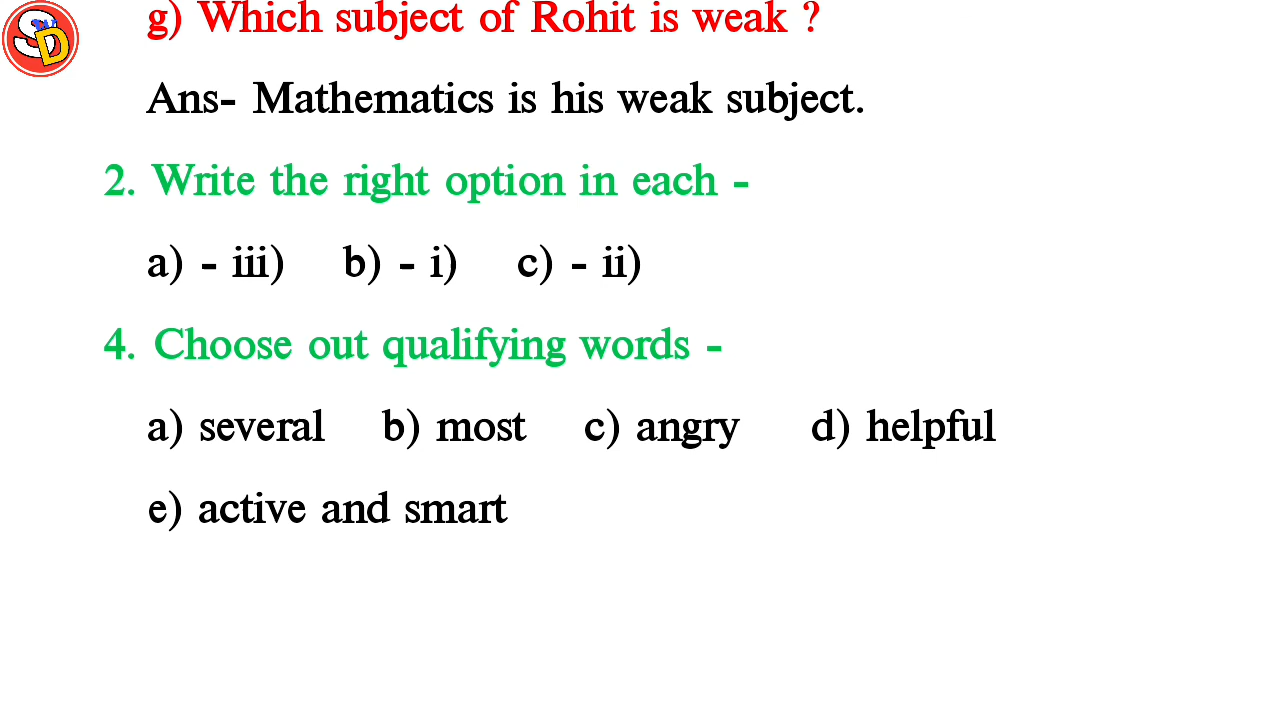 g) Which subject of Rohit is weak ?
Ans- Mathematics is his weak subject.
2. Write the right option in each -
a) - iii) b) - i) c) - ii)
4. Choose out qualifying words -
a) several b) most c) angry d) helpful
e) active and smart
SD